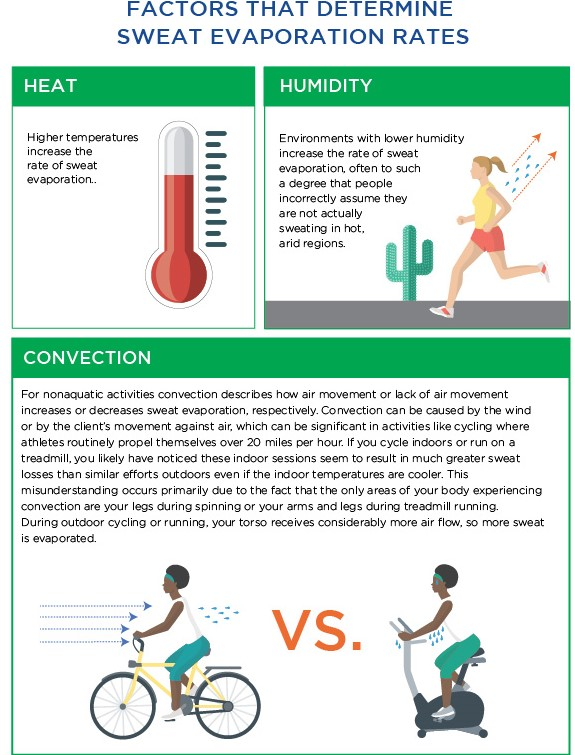 FACTORS THAT DETERMINE
SWEAT EVAPORATION RATES
HEAT
Higher temperatures
increase the
rate of sweat
evaporation..
HUMIDITY
Environments with lower humidity
increase the rate of sweat
evaporation, often to such
a degree that people
incorrectly assume they
are not actually
sweating in hot,
arid regions.
CONVECTION
For nonaquatic activities convection describes how air movement or lack of air movement
increases or decreases sweat evaporation, respectively. Convection can be caused by the wind
or by the client's movement against air, which can be significant in activities like cycling where
athletes routinely propel themselves over 20 miles per hour. If you cycle indoors or run on a
treadmill, you likely have noticed these indoor sessions seem to result in much greater sweat
losses than similar efforts outdoors even if the indoor temperatures are cooler. This
misunderstanding occurs primarily due to the fact that the only areas of your body experiencing
convection are your legs during spinning or your arms and legs during treadmill running.
During outdoor cycling or running, your torso receives considerably more air flow, so more sweat
is evaporated.
VS.